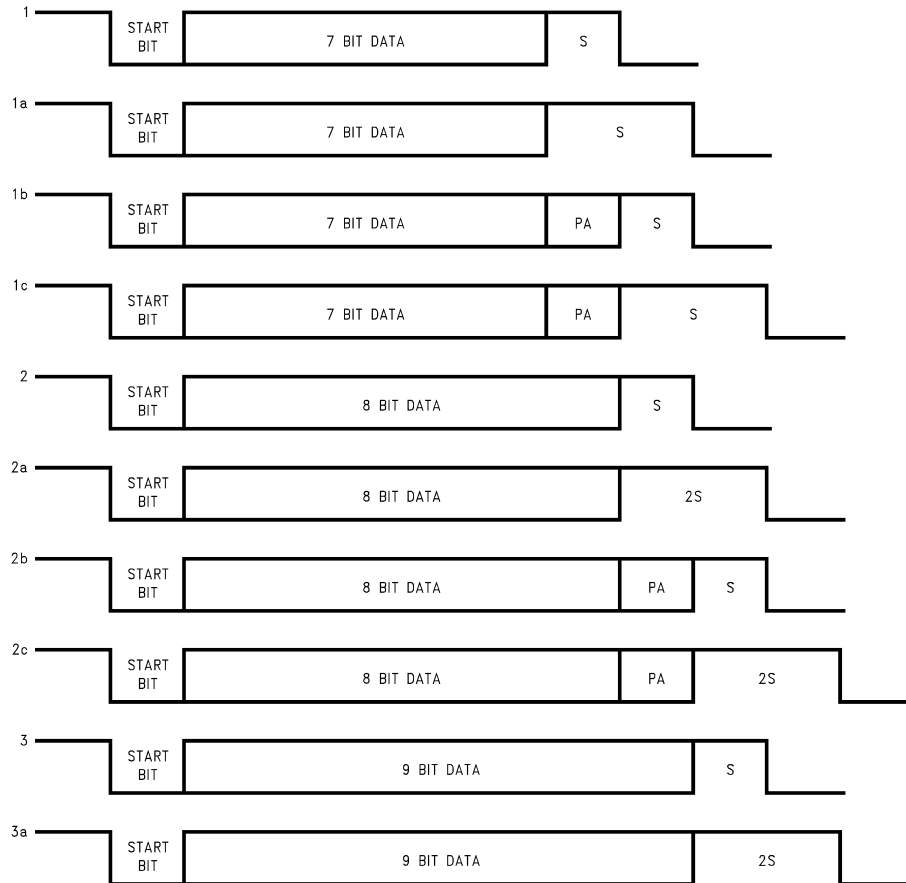 1
START
BIT
7 BIT DATA
S
1a
START
BIT
7 BIT DATA
S
1b
START
BIT
7 BIT DATA
PA
S
1c
START
BIT
7 BIT DATA
PA
S
2
START
BIT
8 BIT DATA
S
2a
START
BIT
8 BIT DATA
2S
2b
START
BIT
8 BIT DATA
PA
S
2c
START
BIT
8 BIT DATA
PA
2S
3
START
BIT
9 BIT DATA
S
3a
START
BIT
9 BIT DATA
2S